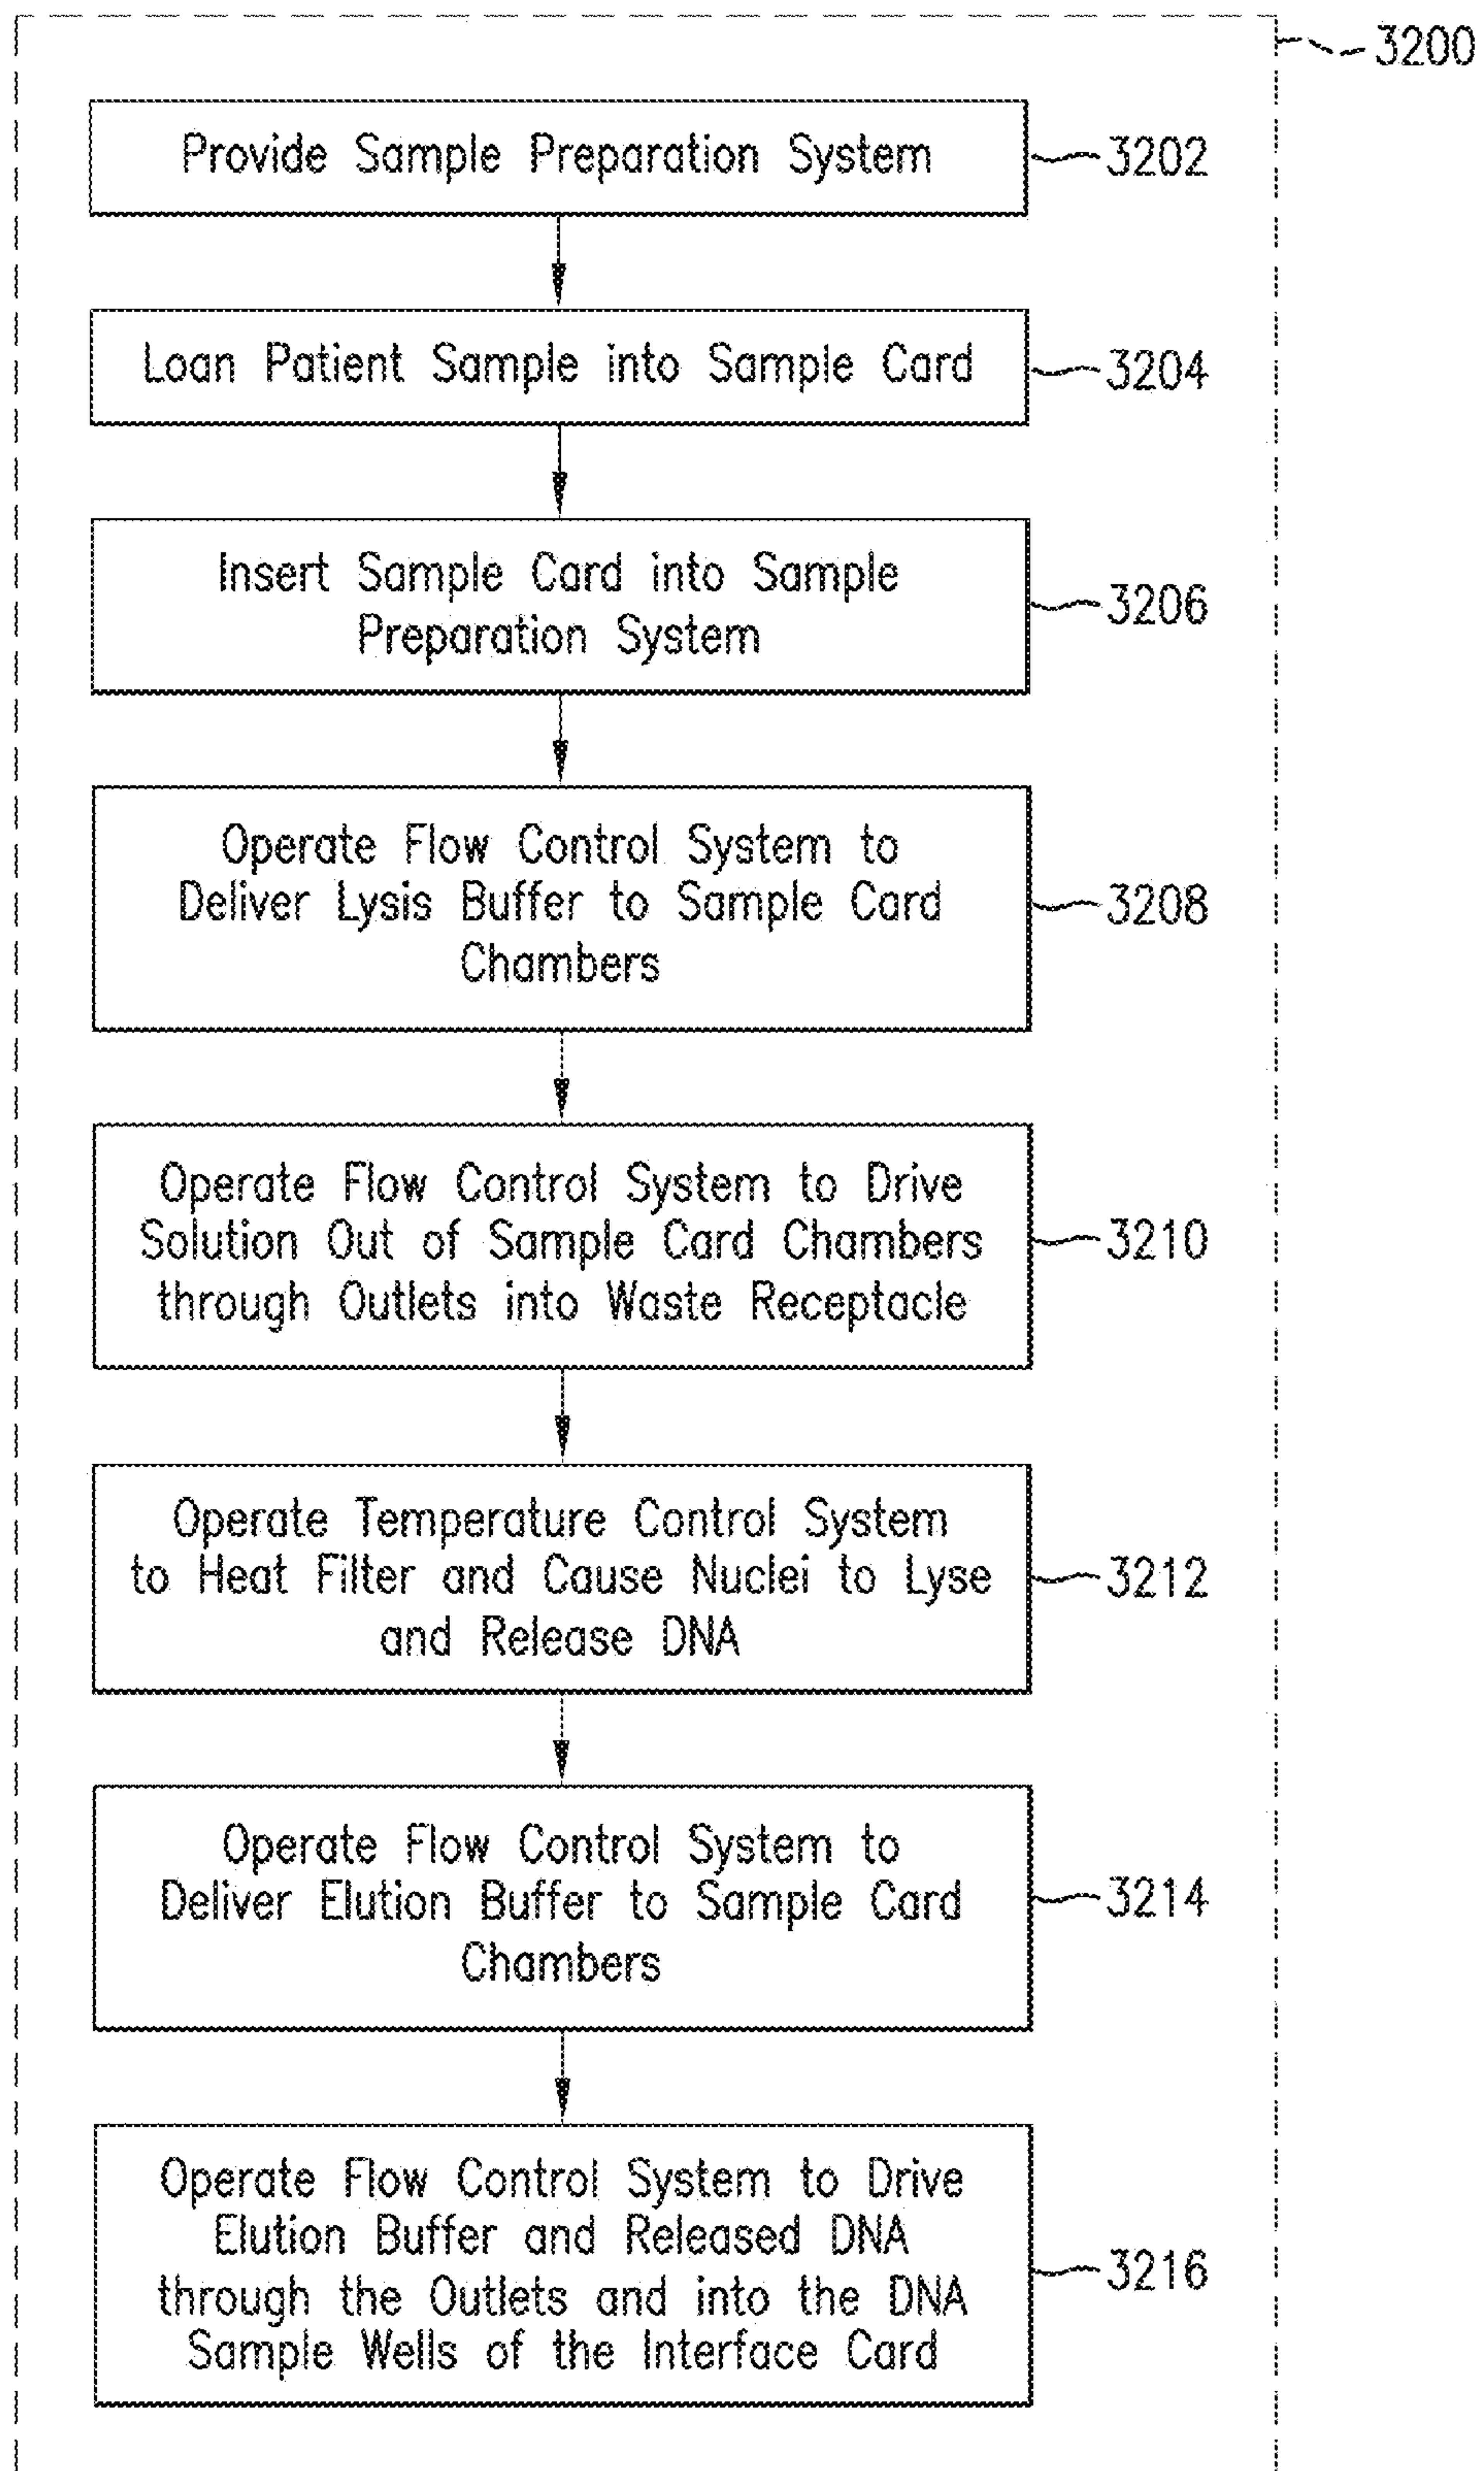 3200
Provide Sample Preparation System
3202
Loan Patient Sample into Sample Card
3204
Insert Sample Card into Sample
Preparation System
3206
Operate Flow Control System to
Deliver Lysis Buffer to Sample Card
Chambers
3208
Operate Flow Control System to Drive
Solution Out of Sample Card Chambers
through Outlets into Waste Receptacle
3210
Operate Temperature Control System
to Heat Filter and Cause Nuclei to Lyse
and Release DNA
3212
Operate Flow Control System to
Deliver Elution Buffer to Sample Card
Chambers
3214
Operate Flow Control System to Drive
Elution Buffer and Released DNA
through the Outlets and into the DNA
Sample Wells of the Interface Card
3216